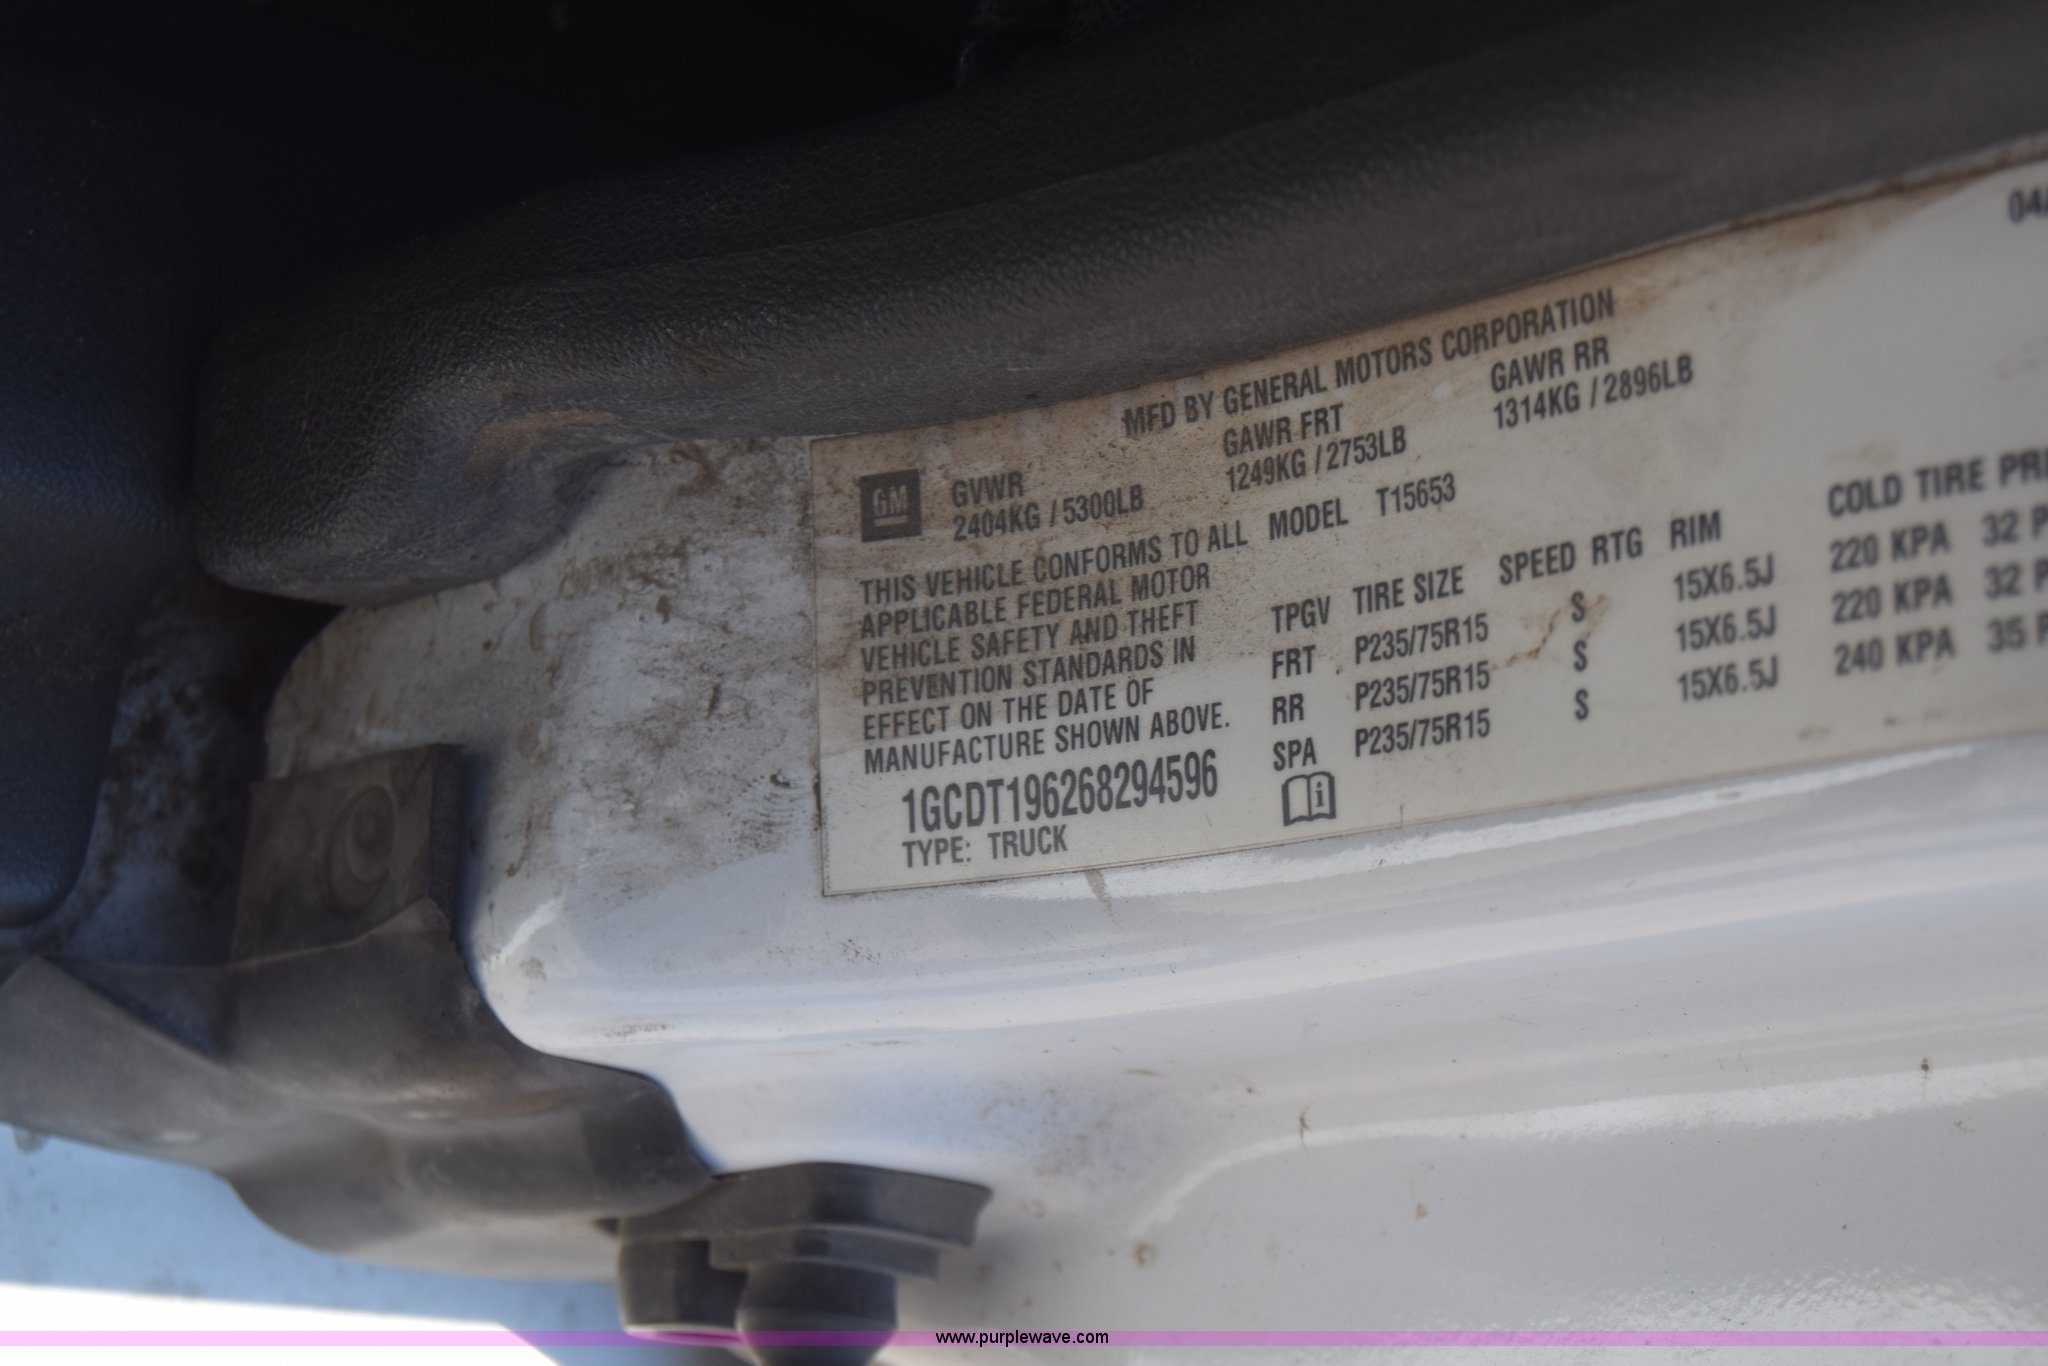 04
MFD BY GENERAL MOTORS CORPORATION
GM
GVWR GAWR FRT GAWR RR
2404KG / 5300LB 1249KG / 2753LB 1314KG / 2896LB
THIS VEHICLE CONFORMS TO ALL
APPLICABLE FEDERAL MOTOR
VEHICLE SAFETY AND THEFT
PREVENTION STANDARDS IN
EFFECT ON THE DATE OF
MANUFACTURE SHOWN ABOVE.
1GCDT196268294596
TYPE: TRUCK
MODEL T15653
TPGV TIRE SIZE SPEED RTG RIM COLD TIRE
FRT P235/75R15 S 15X6.5J 220 KPA 32
RR P235/75R15 S 15X6.5J 220 KPA 32
SPA P235/75R15 S 15X6.5J 240 KPA 35
www.purplewave.com